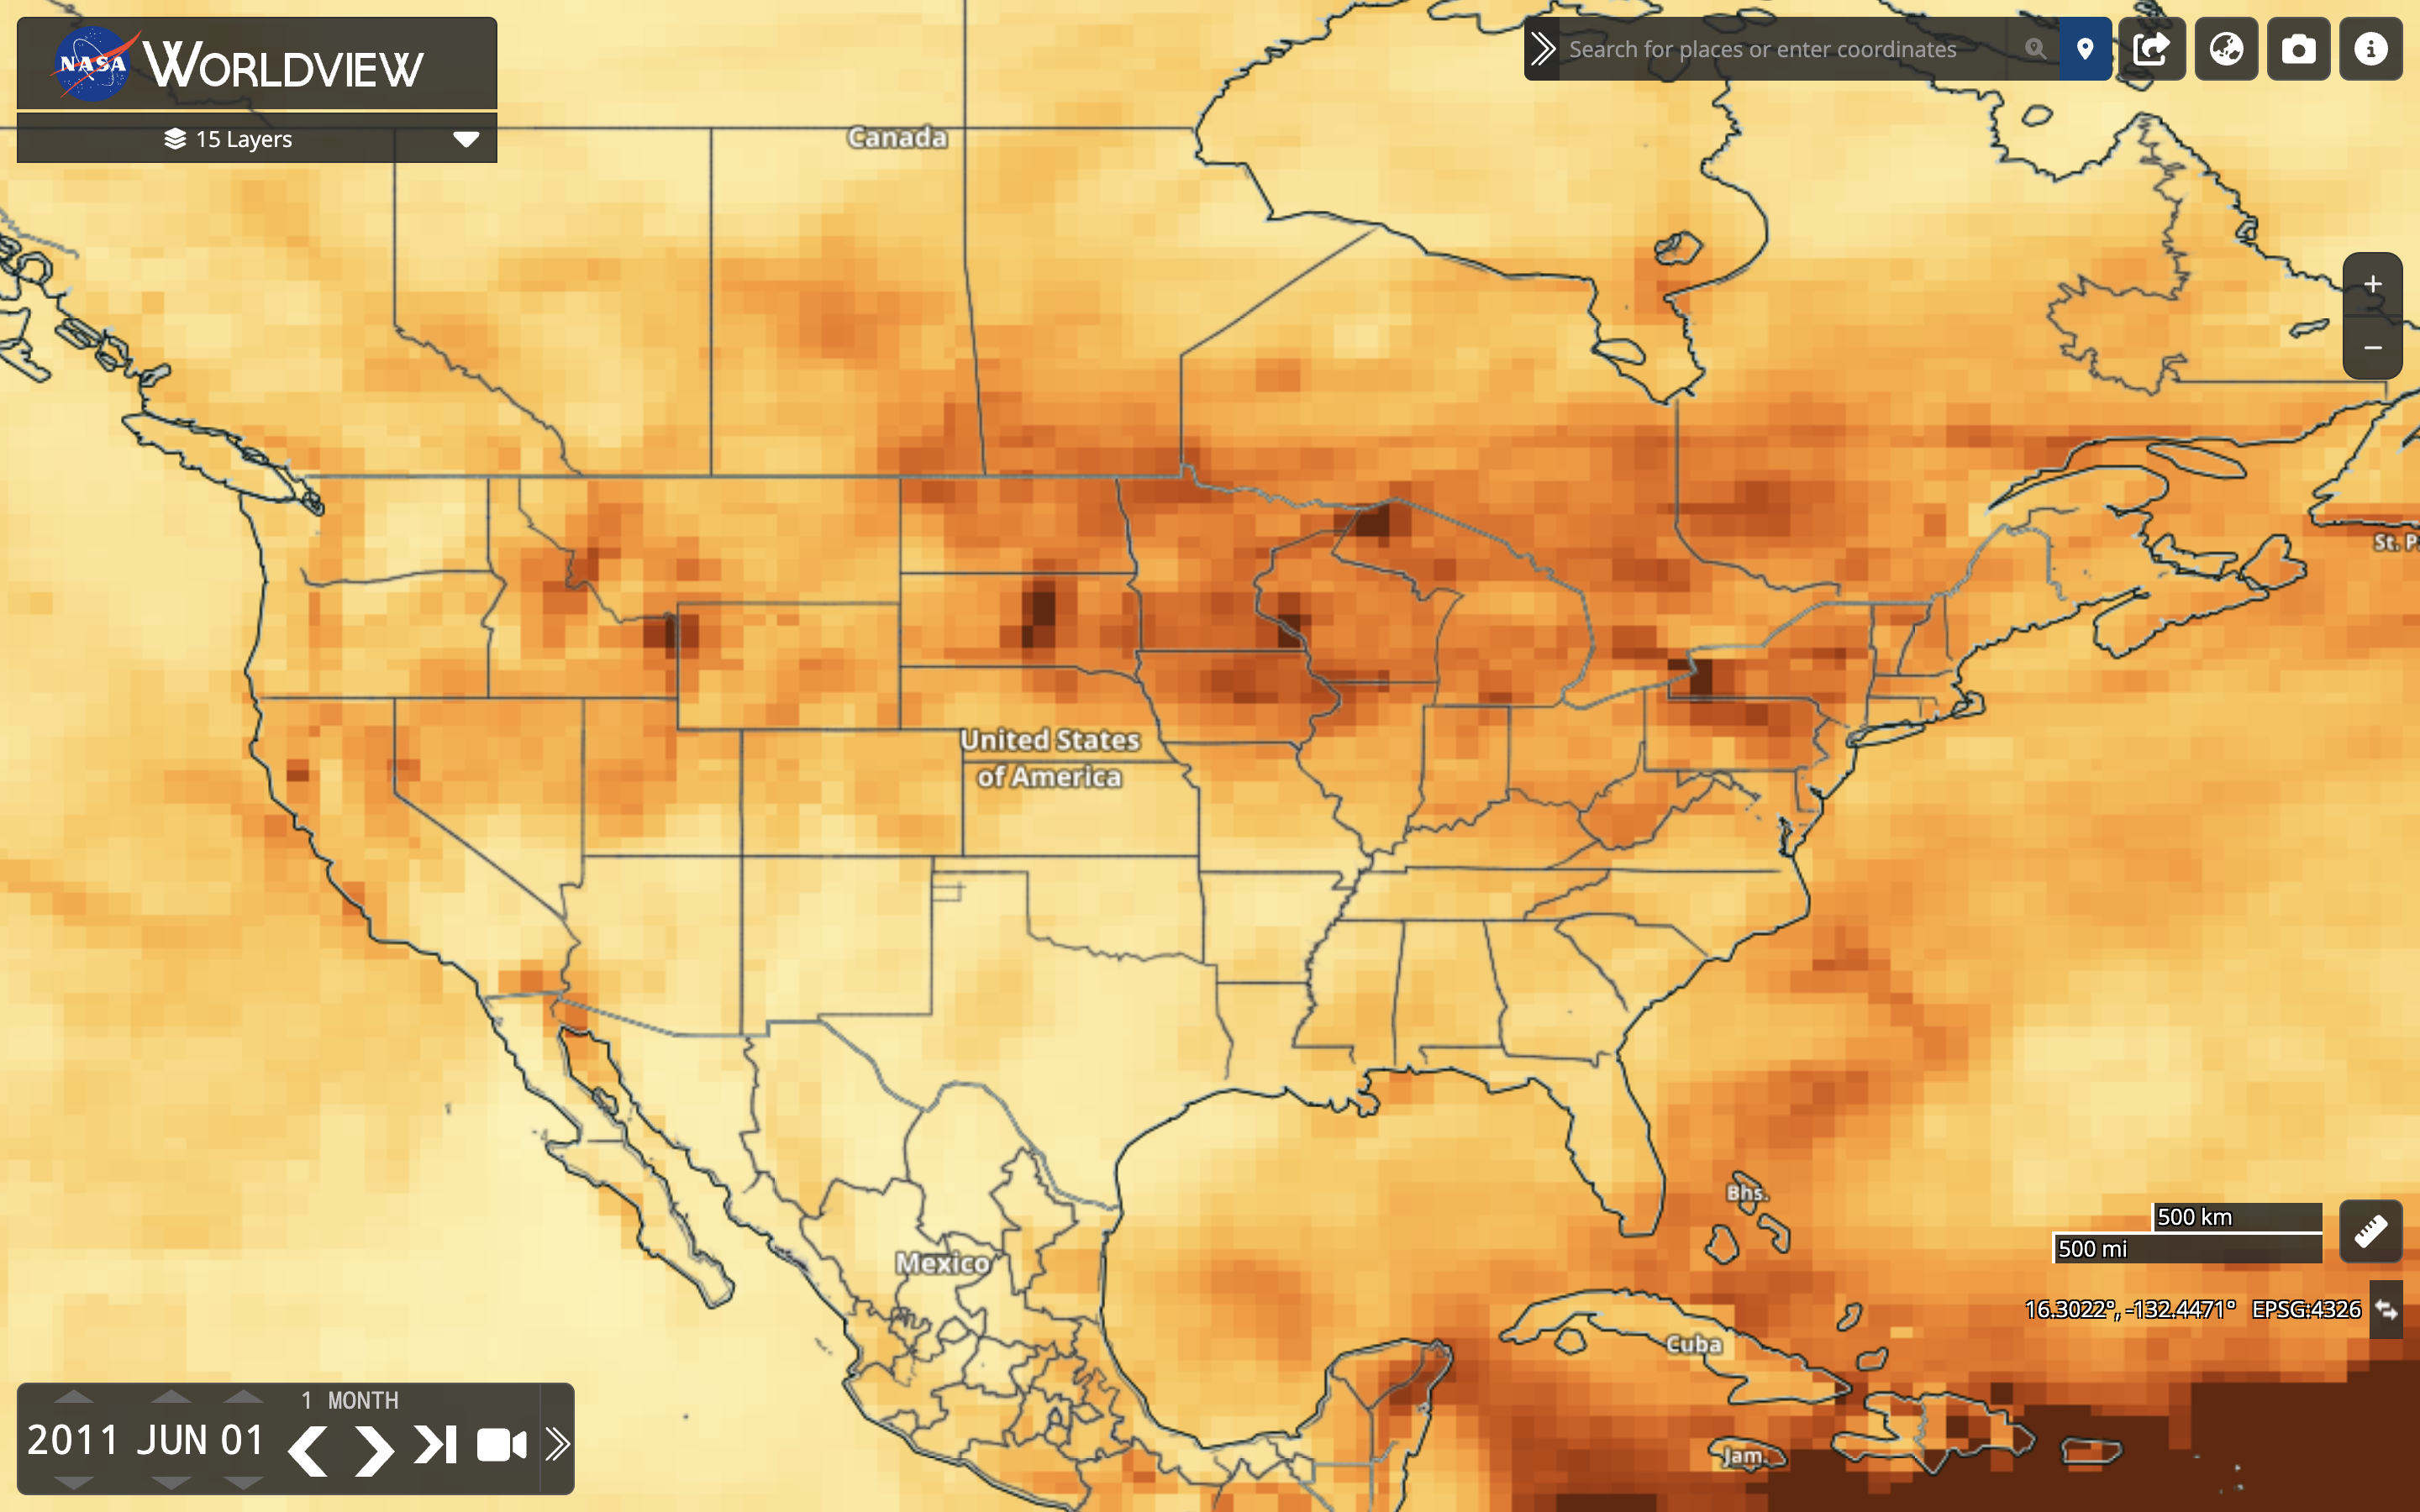 NASA WORLDVIEW
15 Layers
Search for places or enter coordinates
Canada
St. P
United States
of America
Bhs.
500 km
500 mi
Mexico
16.3022°, -132.4471° EPSG:4326
Cuba
Jam.
1 MONTH
2011 JUN 01